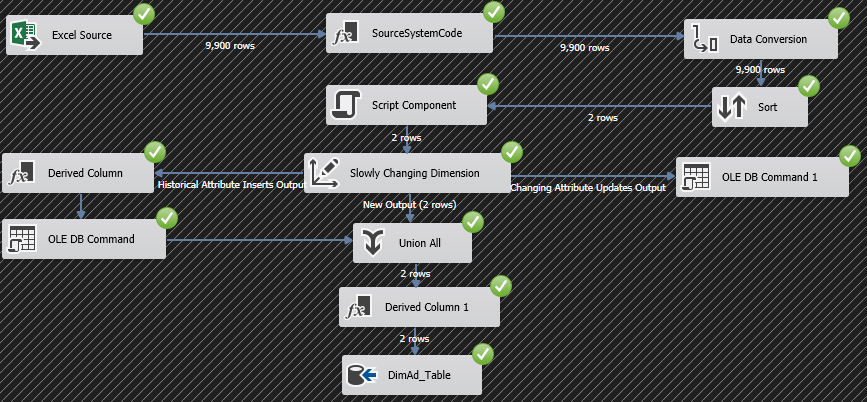 Excel Source
9,900 rows
SourceSystemCode
9,900 rows
Data Conversion
9,900 rows
Script Component
2 rows
Sort
2 rows
Derived Column
Historical Attribute Inserts Outpu
Slowly Changing Dimension
Changing Attribute Updates Output
OLE DB Command 1
New Output (2 rows)
OLE DB Command
Union All
2 rows
Derived Column 1
2 rows
DimAd_Table